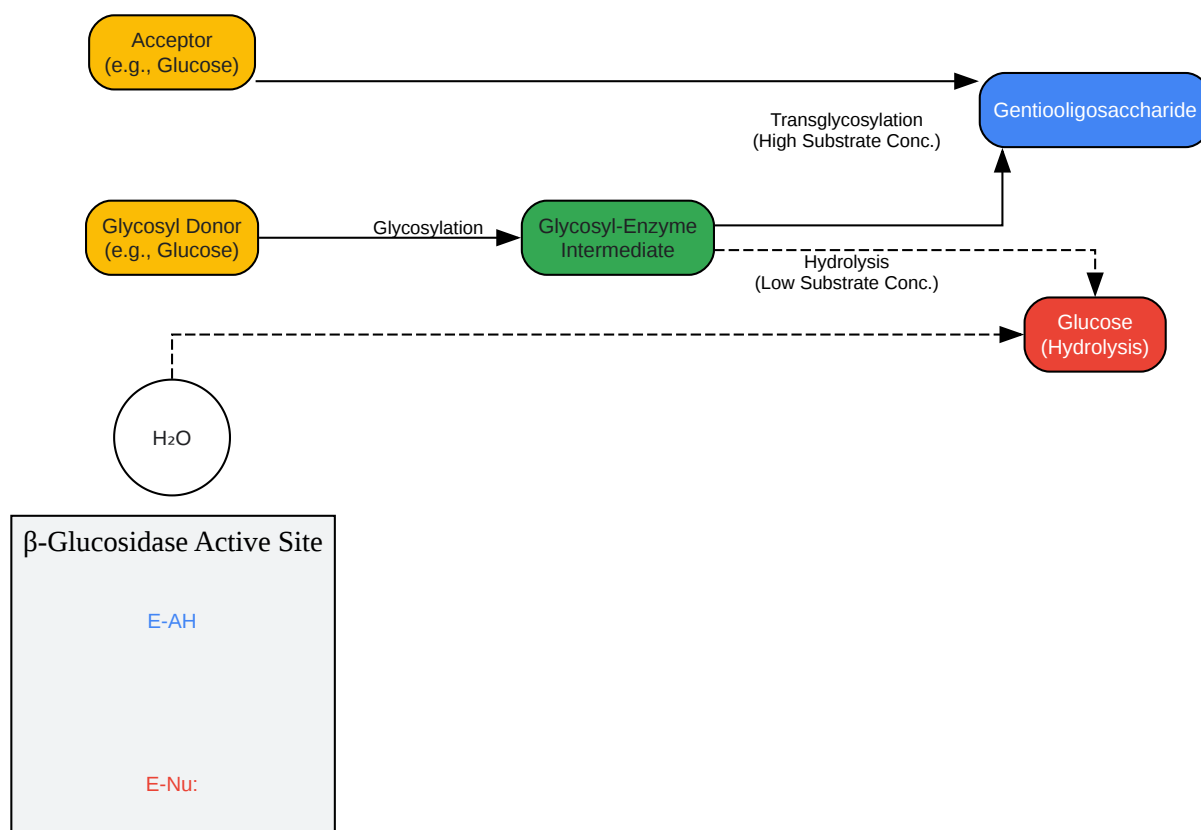 Acceptor
(e.g., Glucose)
Gentiooligosaccharide
Transglycosylation
(High Substrate Conc.)
Glycosyl Donor
(e.g., Glucose)
Glycosylation
Glycosyl-Enzyme
Intermediate
Hydrolysis
(Low Substrate Conc.)
Glucose
(Hydrolysis)
H₂O
β-Glucosidase Active Site
E-AH
E-Nu: